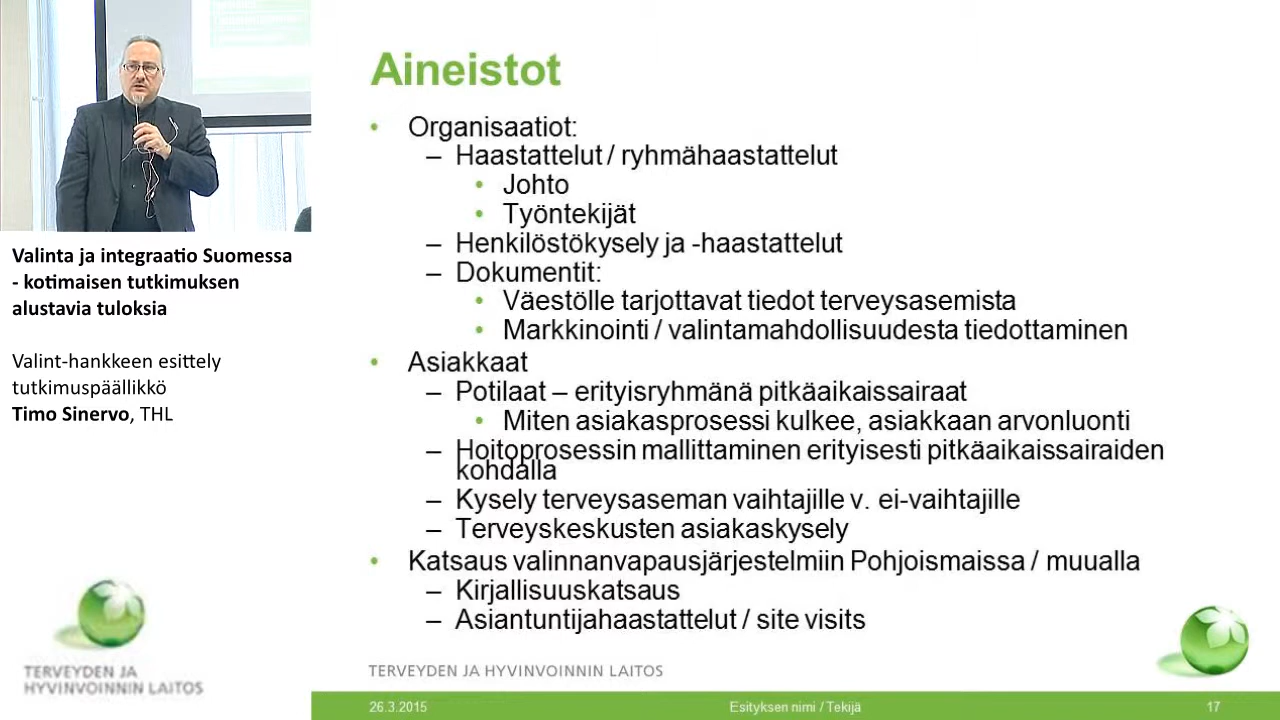 Valinta ja integraatio Suomessa
- kotimaisen tutkimuksen
alustavia tuloksia
Valint-hankkeen esittely
tutkimuspäällikkö
Timo Sinervo, THL
TERVEYDEN JA
HYVINVOINNIN LAITOS
Aineistot
• Organisaatiot:
– Haastattelut / ryhmähaastattelut
• Johto
• Työntekijät
– Henkilöstökysely ja -haastattelut
– Dokumentit:
• Väestölle tarjottavat tiedot terveysasemista
• Markkinointi / valintamahdollisuudesta tiedottaminen
• Asiakkaat
– Potilaat – erityisryhmänä pitkäaikaissairaat
• Miten asiakasprosessi kulkee, asiakkaan arvonluonti
– Hoitoprosessin mallittaminen erityisesti pitkäaikaissairaiden
kohdalla
– Kysely terveysaseman vaihtajille v. ei-vaihtajille
– Terveyskeskusten asiakaskysely
• Katsaus valinnanvapausjärjestelmiin Pohjoismaissa / muualla
– Kirjallisuuskatsaus
– Asiantuntijahaastattelut / site visits
TERVEYDEN JA HYVINVOINNIN LAITOS
26.3.2015
Esityksen nimi / Tekijä
17